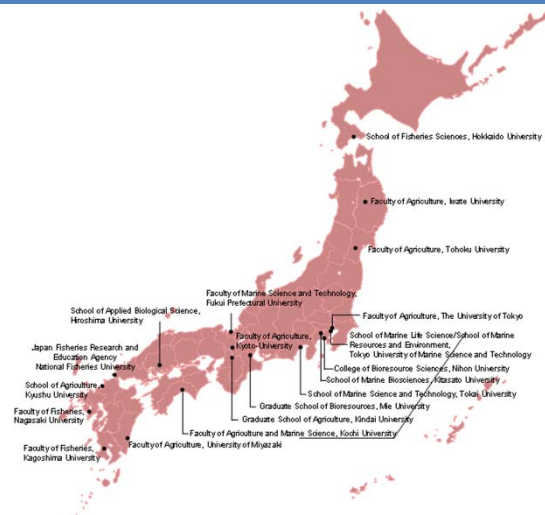 School of Fisheries Sciences, Hokkaido University
Faculty of Agriculture, Iwate University
Faculty of Agriculture, Tohoku University
Faculty of Marine Science and Technology,
Fukui Prefectural University
School of Applied Biological Science,
Hiroshima University
Faculty of Agriculture, The University of Tokyo
Faculty of Agriculture,
Kyoto-University
School of Marine Life Science/School of Marine
Resources and Environment,
Tokyo University of Marine Science and Technology
Japan Fisheries Research and
Education Agency
National Fisheries University
College of Bioresource Sciences, Nihon University
School of Marine Biosciences, Kitasato University
School of Agriculture,
Kyushu University
School of Marine Science and Technology, Tokai University
Graduate School of Bioresources, Mie University
Faculty of Fisheries,
Nagasaki University
Graduate School of Agriculture, Kindai University
Faculty of Agriculture and Marine Science, Kochi University
Faculty of Agriculture, University of Miyazaki
Faculty of Fisheries,
Kagoshima University